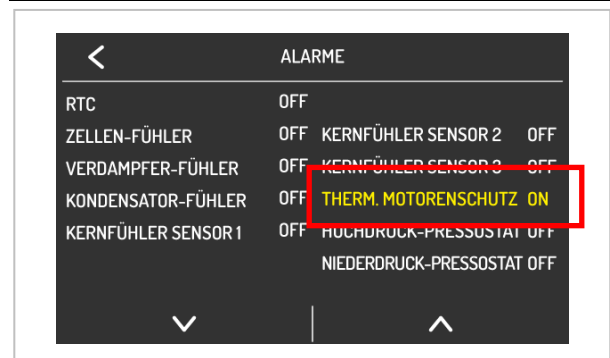 ALARME
RTC OFF
ZELLEN-FÜHLER OFF KERNFÜHLER SENSOR 2 OFF
VERDAMPFER-FÜHLER OFF KERNFÜHLER SENSOR 3 OFF
KONDENSATOR-FÜHLER OFF THERM. MOTORENSCHUTZ ON
KERNFÜHLER SENSOR 1 OFF HOCHDRUCK-PRESSOSTAT OFF
NIEDERDRUCK-PRESSOSTAT OFF